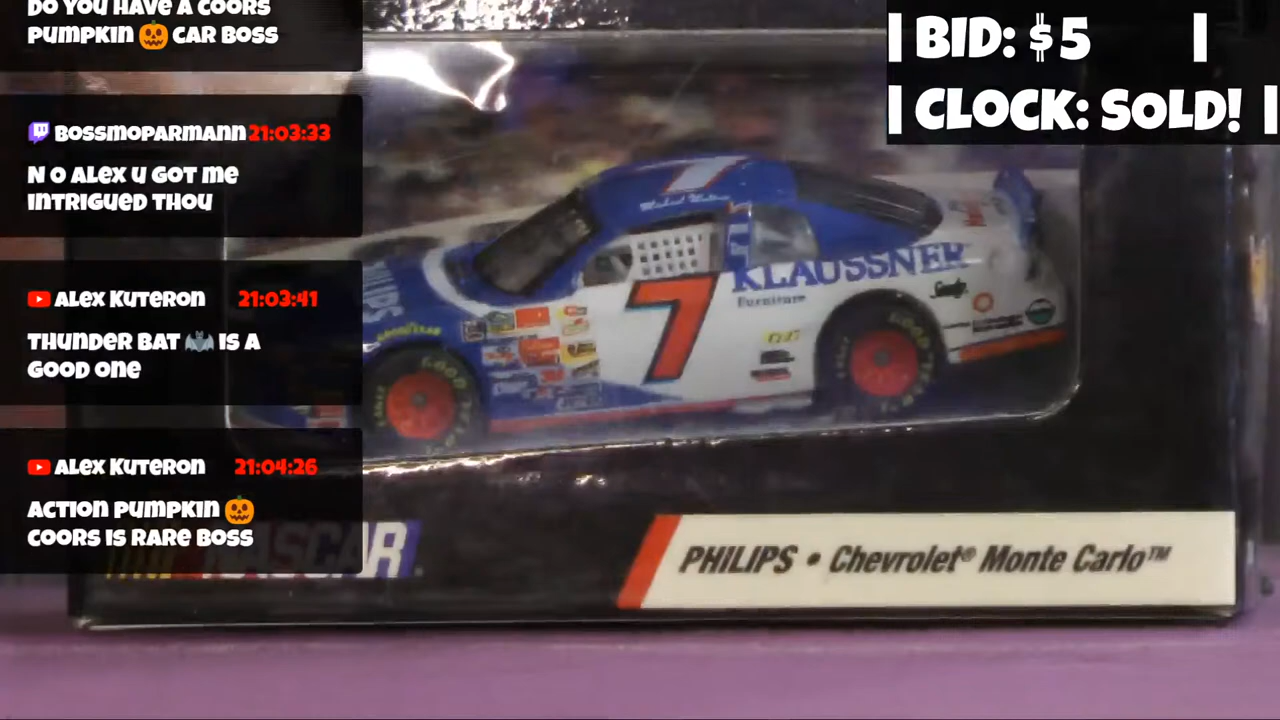 DO YOU HAVE A COORS
PUMPKIN 🎃 CAR BOSS
BOSSMOPARMANN 21:03:33
N O ALEX U GOT ME
INTRIGUED THOU
ALEX KUTERON 21:03:41
THUNDER BAT 🦇 IS A
GOOD ONE
ALEX KUTERON 21:04:26
ACTION PUMPKIN 🎃
COORS IS RARE BOSS
| BID: $5 |
| CLOCK: SOLD! |
7
KLAUSSNER
Furniture
7
PHILIPS
GOODYEAR
NASCAR
PHILIPS • Chevrolet® Monte Carlo™